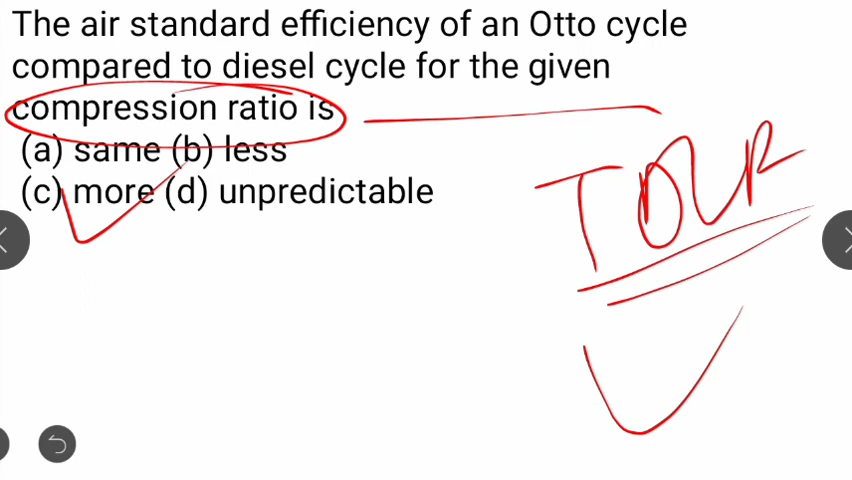 The air standard efficiency of an Otto cycle
compared to diesel cycle for the given
compression ratio is
(a) same (b) less
(c) more (d) unpredictable